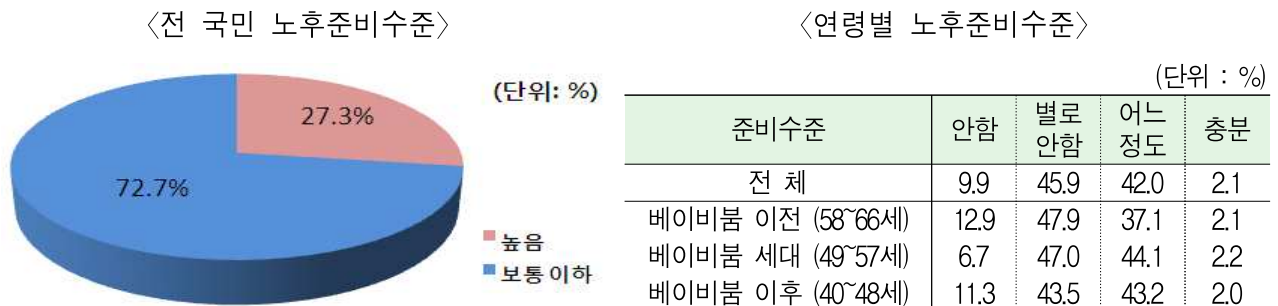 〈전 국민 노후준비수준〉
(단위: %)
27.3%
72.7%
높음
보통이하
〈연령별 노후준비수준〉
(단위 : %)
준비수준 안함 별로 안함 어느 정도 충분
전 체 9.9 45.9 42.0 2.1
베이비붐 이전 (58~66세) 12.9 47.9 37.1 2.1
베이비붐 세대 (49~57세) 6.7 47.0 44.1 2.2
베이비붐 이후 (40~48세) 11.3 43.5 43.2 2.0